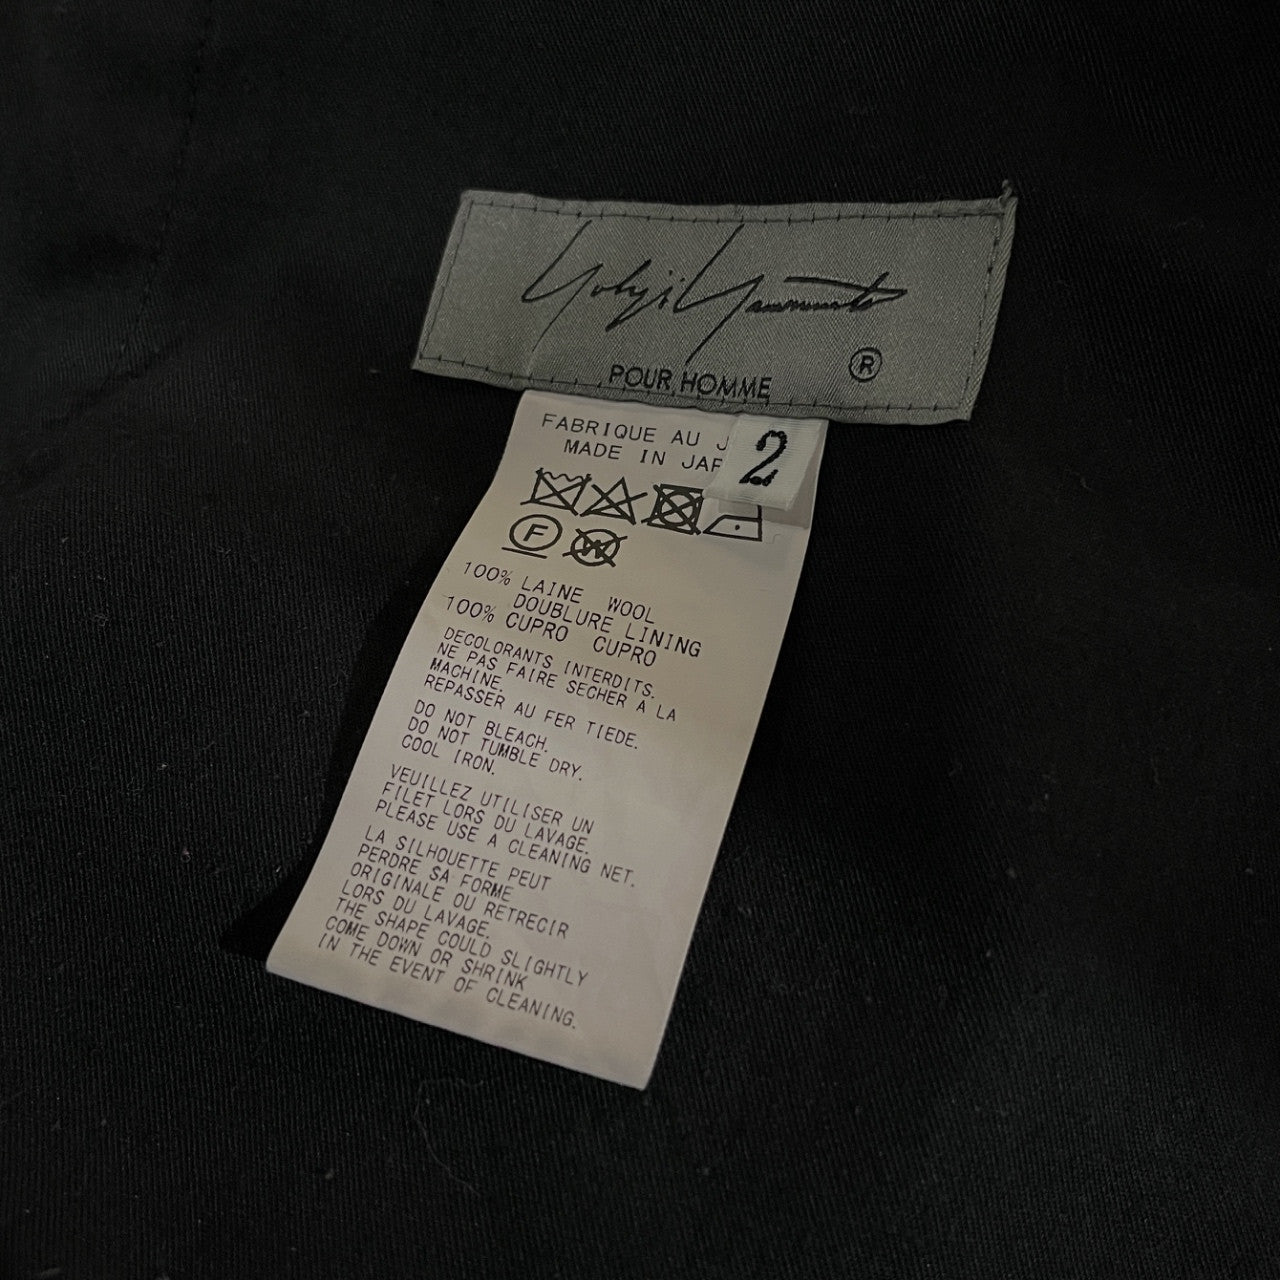 Yohji Yamamoto
POUR HOMME
®
FABRIQUE AU J
MADE IN JAP
2
F
W
100% LAINE WOOL
DOUBLURE LINING
100% CUPRO CUPRO
DECOLORANTS INTERDITS.
NE PAS FAIRE SECHER A LA
MACHINE.
REPASSER AU FER TIEDE.
DO NOT BLEACH.
DO NOT TUMBLE DRY.
COOL IRON.
VEUILLEZ UTILISER UN
FILET LORS DU LAVAGE.
PLEASE USE A CLEANING NET.
LA SILHOUETTE PEUT
PERDRE SA FORME
ORIGINALE OU RETRECIR
LORS DU LAVAGE.
THE SHAPE COULD SLIGHTLY
COME DOWN OR SHRINK
IN THE EVENT OF CLEANING.